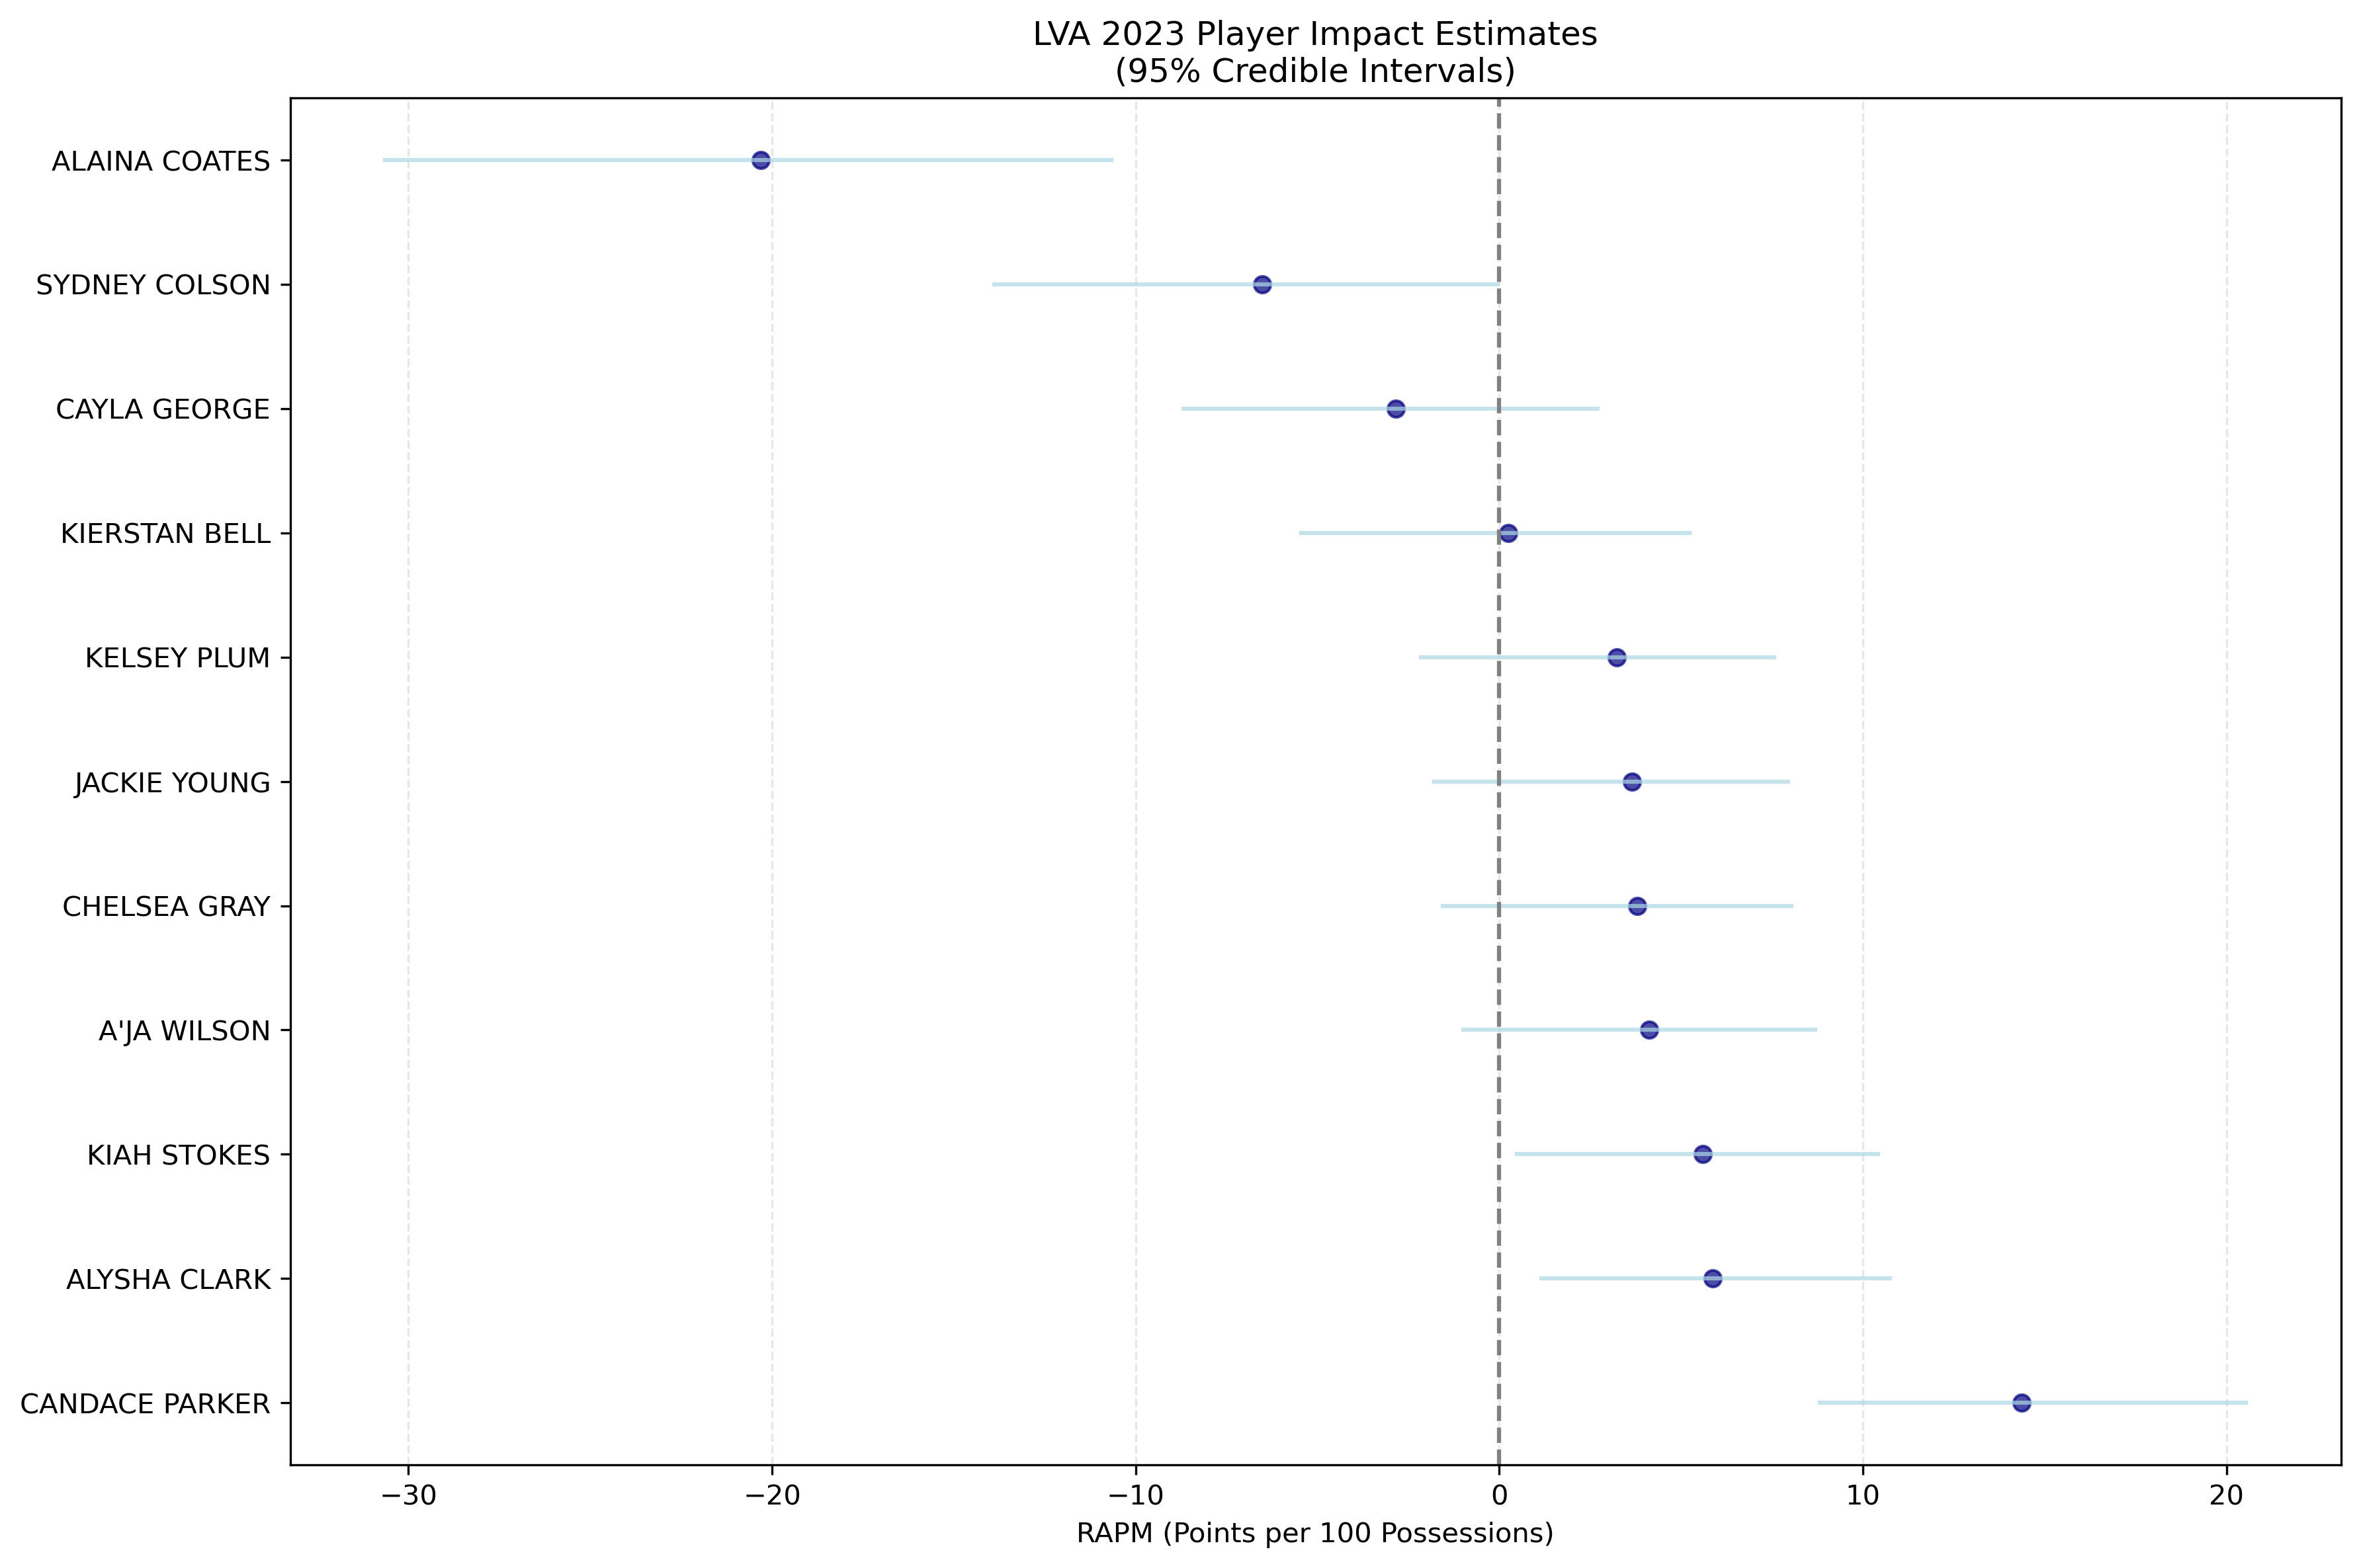 LVA 2023 Player Impact Estimates
(95% Credible Intervals)
ALAINA COATES
SYDNEY COLSON
CAYLA GEORGE
KIERSTAN BELL
KELSEY PLUM
JACKIE YOUNG
CHELSEA GRAY
A'JA WILSON
KIAH STOKES
ALYSHA CLARK
CANDACE PARKER
−30 −20 −10 0 10 20
RAPM (Points per 100 Possessions)